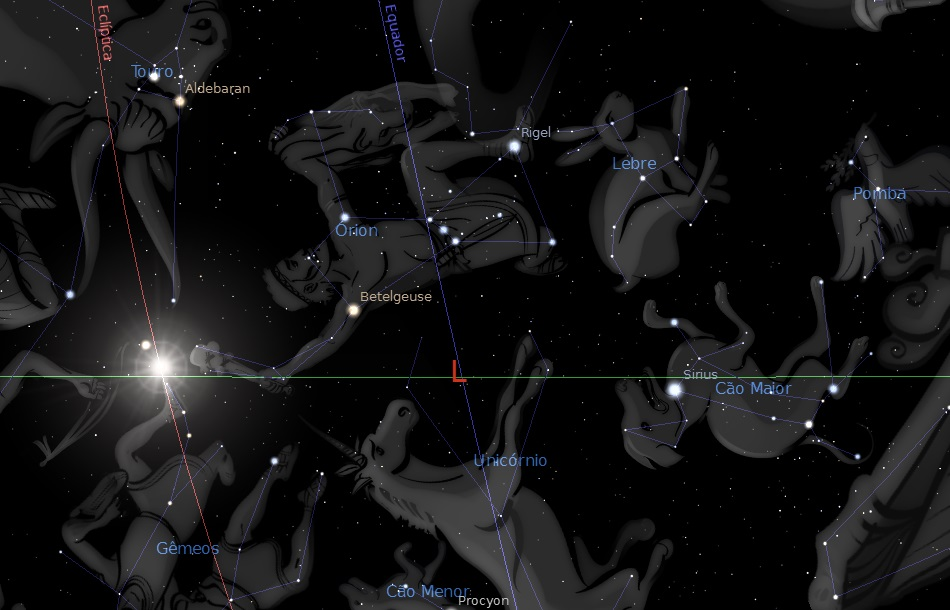 Eclíptica
Equador
Touro
Aldebaran
Rigel
Lebre
Pomba
Órion
Betelgeuse
L
Sirius
Cão Maior
Unicórnio
Gêmeos
Cão Menor
Procyon